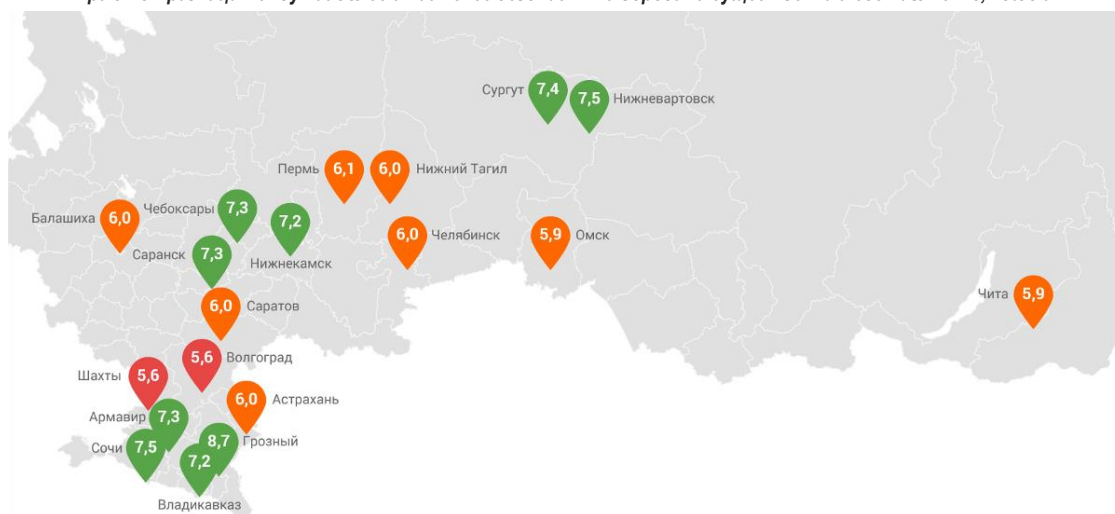 Сургут 7,4
7,5 Нижневартовск
Пермь 6,1
6,0 Нижний Тагил
Балашиха 6,0
Чебоксары 7,3
7,2
Нижнекамск
6,0 Челябинск
5,9 Омск
Саранск 7,3
Чита 5,9
6,0 Саратов
5,6 Волгоград
Шахты 5,6
6,0 Астрахань
Армавир 7,3
Сочи 7,5
8,7 Грозный
7,2
Владикавказ